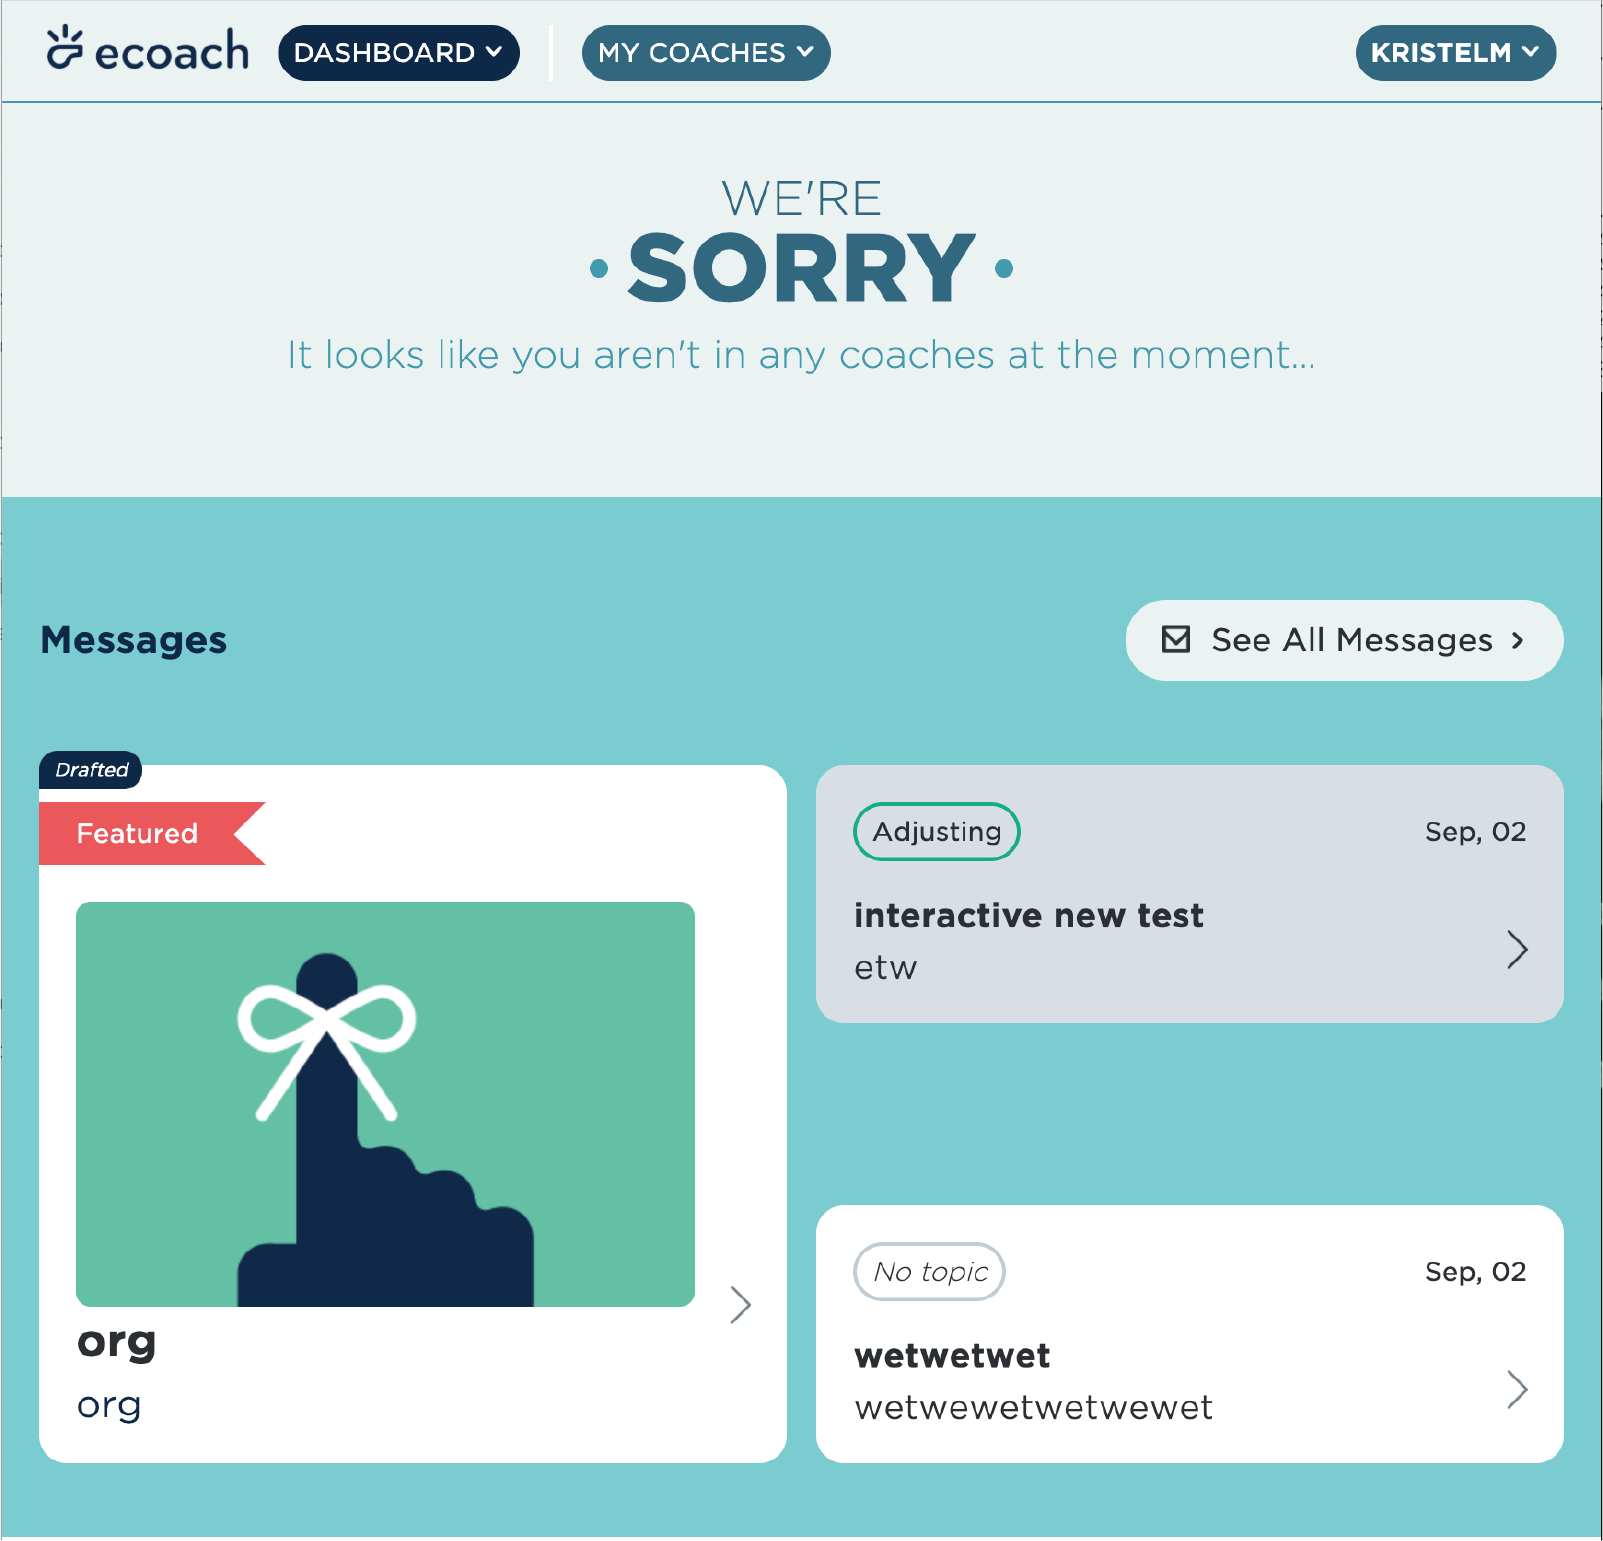 ecoach
DASHBOARD
MY COACHES
KRISTELM
WE'RE
• SORRY •
It looks like you aren't in any coaches at the moment...
Messages
See All Messages
Drafted
Featured
org
org
Adjusting
Sep, 02
interactive new test
etw
No topic
Sep, 02
wetwetwet
wetwewetwetwewet